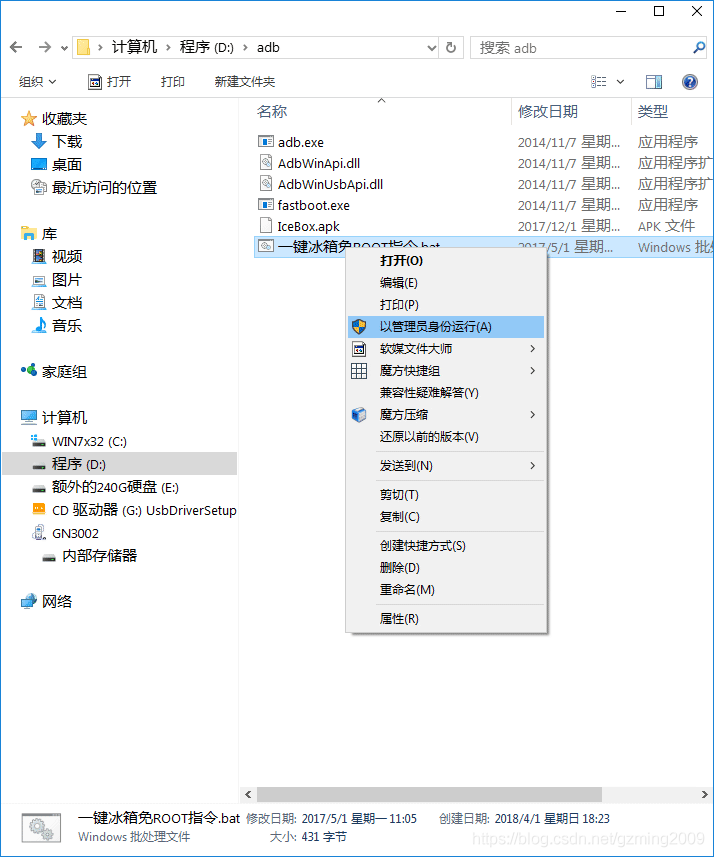 计算机 程序 (D:) adb 搜索 adb
组织 打开 打印 新建文件夹
收藏夹
下载
桌面
最近访问的位置
库
视频
图片
文档
音乐
家庭组
计算机
WIN7x32 (C:)
程序 (D:)
额外的240G硬盘 (E:)
CD 驱动器 (G:) UsbDriverSetup
GN3002
内部存储器
网络
名称 修改日期 类型
adb.exe 2014/11/7 星期... 应用程序
AdbWinApi.dll 2014/11/7 星期... 应用程序扩
AdbWinUsbApi.dll 2014/11/7 星期... 应用程序扩
fastboot.exe 2014/11/7 星期... 应用程序
IceBox.apk 2017/12/1 星期... APK 文件
一键冰箱免ROOT指令.bat 2017/5/1 星期... Windows 批处
打开(O)
编辑(E)
打印(P)
以管理员身份运行(A)
软媒文件大师
魔方快捷组
兼容性疑难解答(Y)
魔方压缩
还原以前的版本(V)
发送到(N)
剪切(T)
复制(C)
创建快捷方式(S)
删除(D)
重命名(M)
属性(R)
一键冰箱免ROOT指令.bat 修改日期: 2017/5/1 星期一 11:05 创建日期: 2018/4/1 星期日 18:23
Windows 批处理文件 大小: 431 字节
https://blog.csdn.net/gzming2009